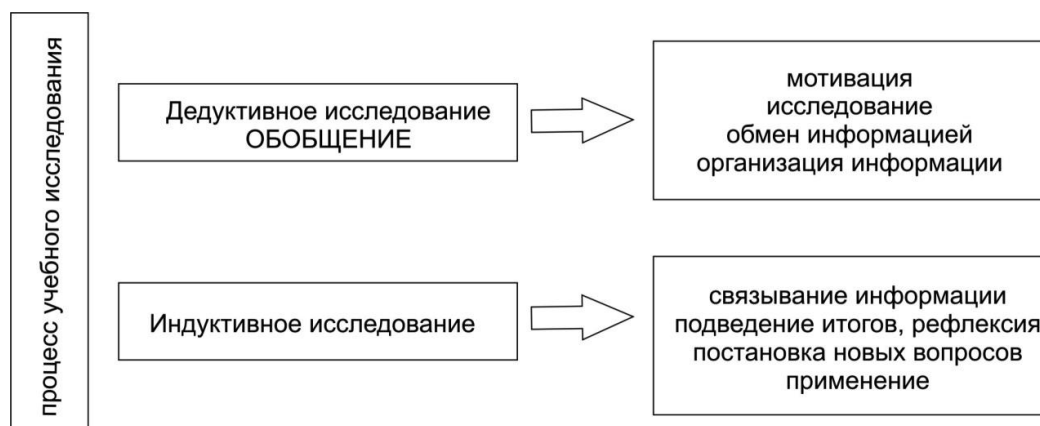 процесс учебного исследования
Дедуктивное исследование
ОБОБЩЕНИЕ
мотивация
исследование
обмен информацией
организация информации
Индуктивное исследование
связывание информации
подведение итогов, рефлексия
постановка новых вопросов
применение